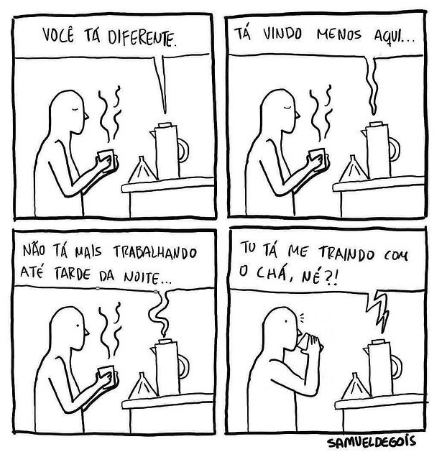 VOCÊ TÁ DIFERENTE.
TÁ VINDO MENOS AQUI...
NÃO TÁ MAIS TRABALHANDO
ATÉ TARDE DA NOITE...
TU TÁ ME TRAINDO COM
O CHÁ, NÉ?!
SAMUELDEGOIS